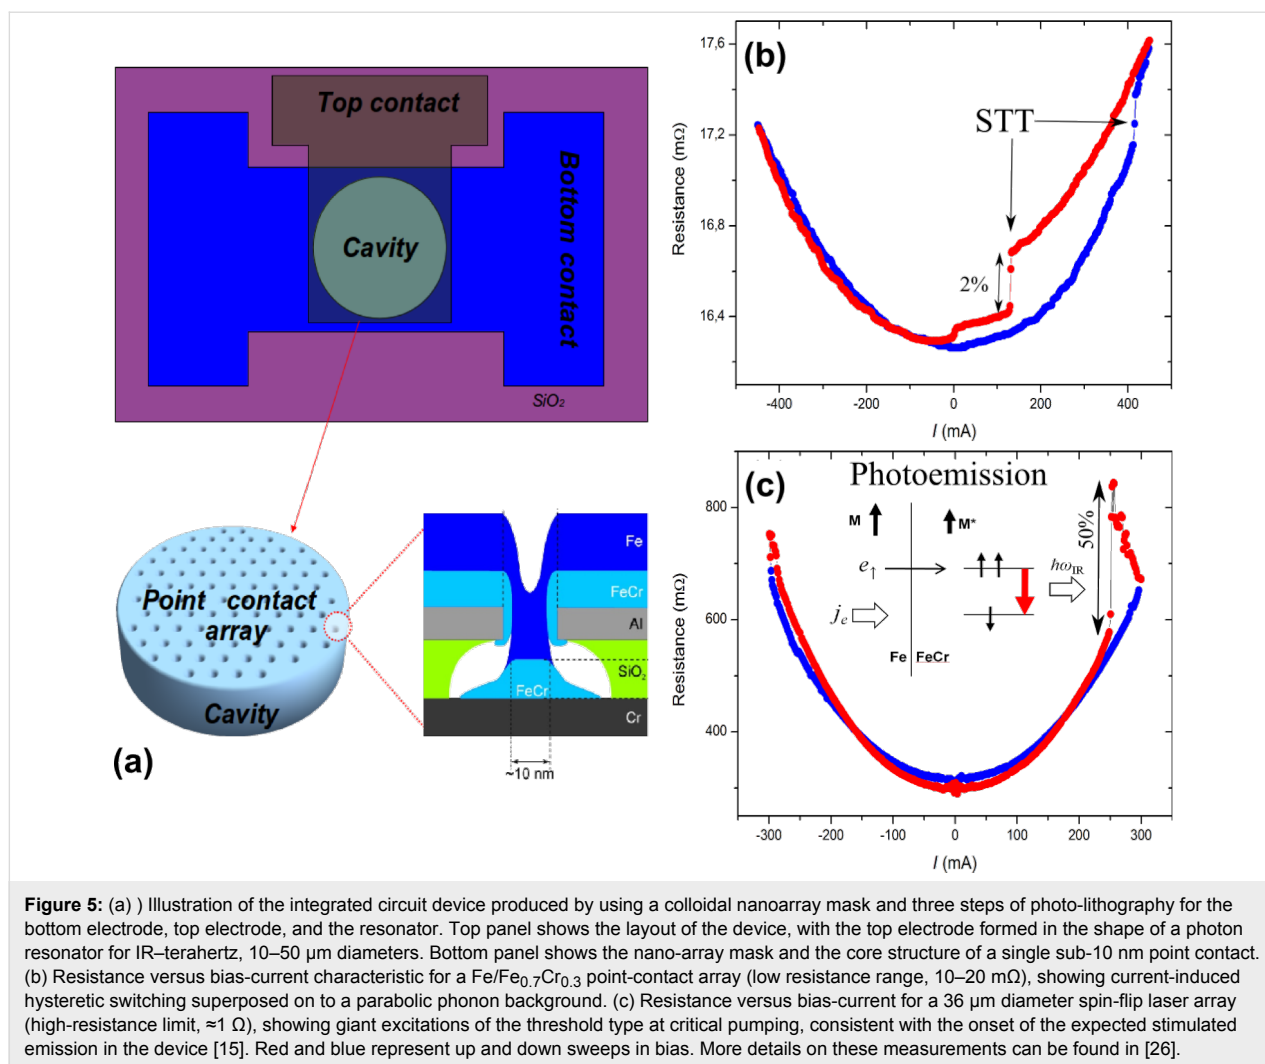 Top contact
Bottom contact
Cavity
SiO₂
Point contact
array
Cavity
Fe
FeCr
Al
SiO₂
FeCr
Cr
≈10 nm
(a)
(b)
17,6
17,2
16,8
16,4
Resistance (mΩ)
STT
2%
-400 -200 0 200 400
I (mA)
(c)
Photoemission
800
600
400
Resistance (mΩ)
M
M*
e↑
ħω_IR
j_e
50%
Fe FeCr
-300 -200 -100 0 100 200 300
I (mA)
Figure 5: (a) ) Illustration of the integrated circuit device produced by using a colloidal nanoarray mask and three steps of photo-lithography for the
bottom electrode, top electrode, and the resonator. Top panel shows the layout of the device, with the top electrode formed in the shape of a photon
resonator for IR–terahertz, 10–50 µm diameters. Bottom panel shows the nano-array mask and the core structure of a single sub-10 nm point contact.
(b) Resistance versus bias-current characteristic for a Fe/Fe₀.₇Cr₀.₃ point-contact array (low resistance range, 10–20 mΩ), showing current-induced
hysteretic switching superposed on to a parabolic phonon background. (c) Resistance versus bias-current for a 36 µm diameter spin-flip laser array
(high-resistance limit, ≈1 Ω), showing giant excitations of the threshold type at critical pumping, consistent with the onset of the expected stimulated
emission in the device [15]. Red and blue represent up and down sweeps in bias. More details on these measurements can be found in [26].